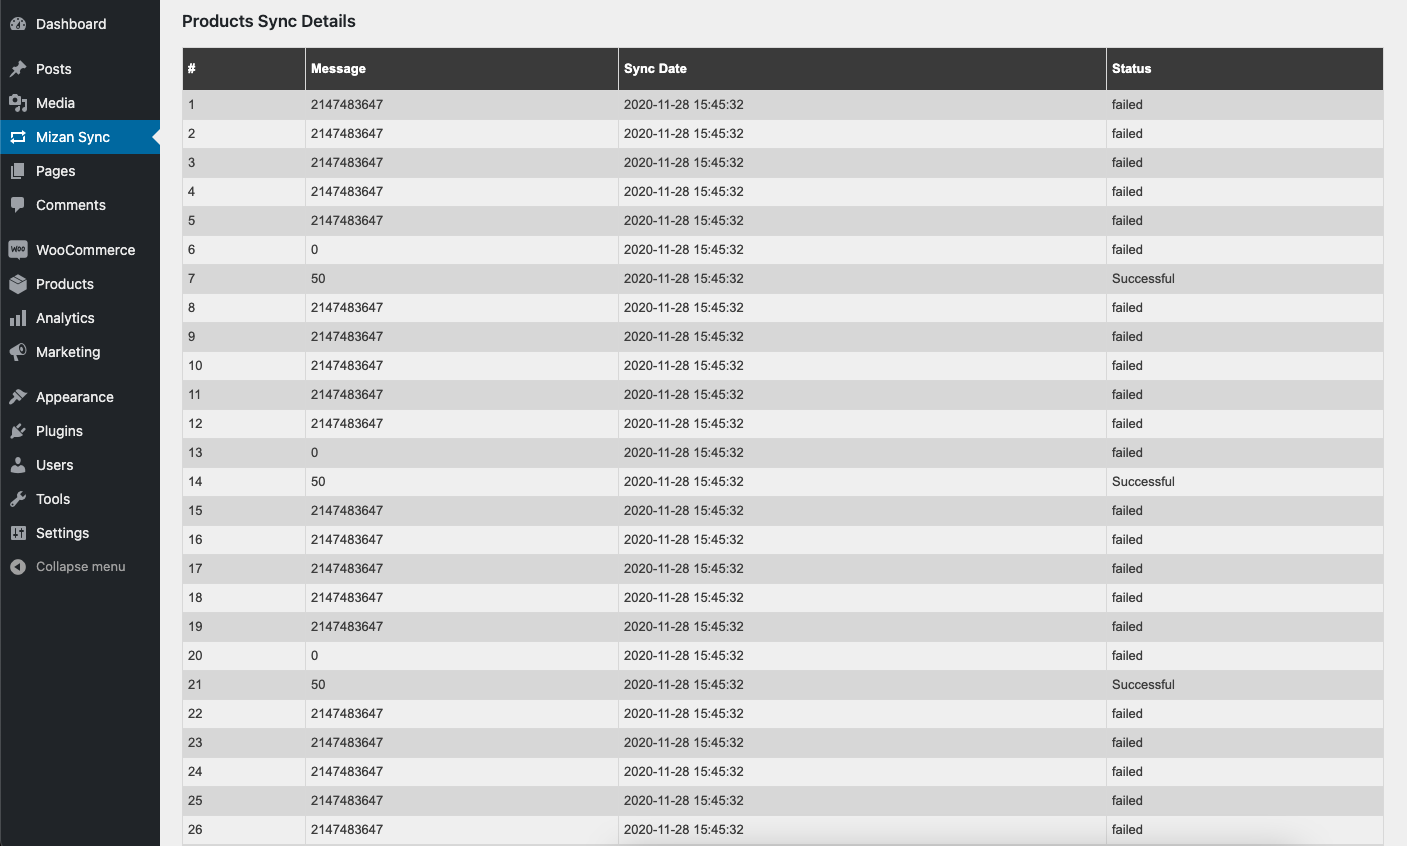 Dashboard
Posts
Media
Mizan Sync
Pages
Comments
WOO WooCommerce
Products
Analytics
Marketing
Appearance
Plugins
Users
Tools
Settings
Collapse menu
Products Sync Details
# Message Sync Date Status
1 2147483647 2020-11-28 15:45:32 failed
2 2147483647 2020-11-28 15:45:32 failed
3 2147483647 2020-11-28 15:45:32 failed
4 2147483647 2020-11-28 15:45:32 failed
5 2147483647 2020-11-28 15:45:32 failed
6 0 2020-11-28 15:45:32 failed
7 50 2020-11-28 15:45:32 Successful
8 2147483647 2020-11-28 15:45:32 failed
9 2147483647 2020-11-28 15:45:32 failed
10 2147483647 2020-11-28 15:45:32 failed
11 2147483647 2020-11-28 15:45:32 failed
12 2147483647 2020-11-28 15:45:32 failed
13 0 2020-11-28 15:45:32 failed
14 50 2020-11-28 15:45:32 Successful
15 2147483647 2020-11-28 15:45:32 failed
16 2147483647 2020-11-28 15:45:32 failed
17 2147483647 2020-11-28 15:45:32 failed
18 2147483647 2020-11-28 15:45:32 failed
19 2147483647 2020-11-28 15:45:32 failed
20 0 2020-11-28 15:45:32 failed
21 50 2020-11-28 15:45:32 Successful
22 2147483647 2020-11-28 15:45:32 failed
23 2147483647 2020-11-28 15:45:32 failed
24 2147483647 2020-11-28 15:45:32 failed
25 2147483647 2020-11-28 15:45:32 failed
26 2147483647 2020-11-28 15:45:32 failed